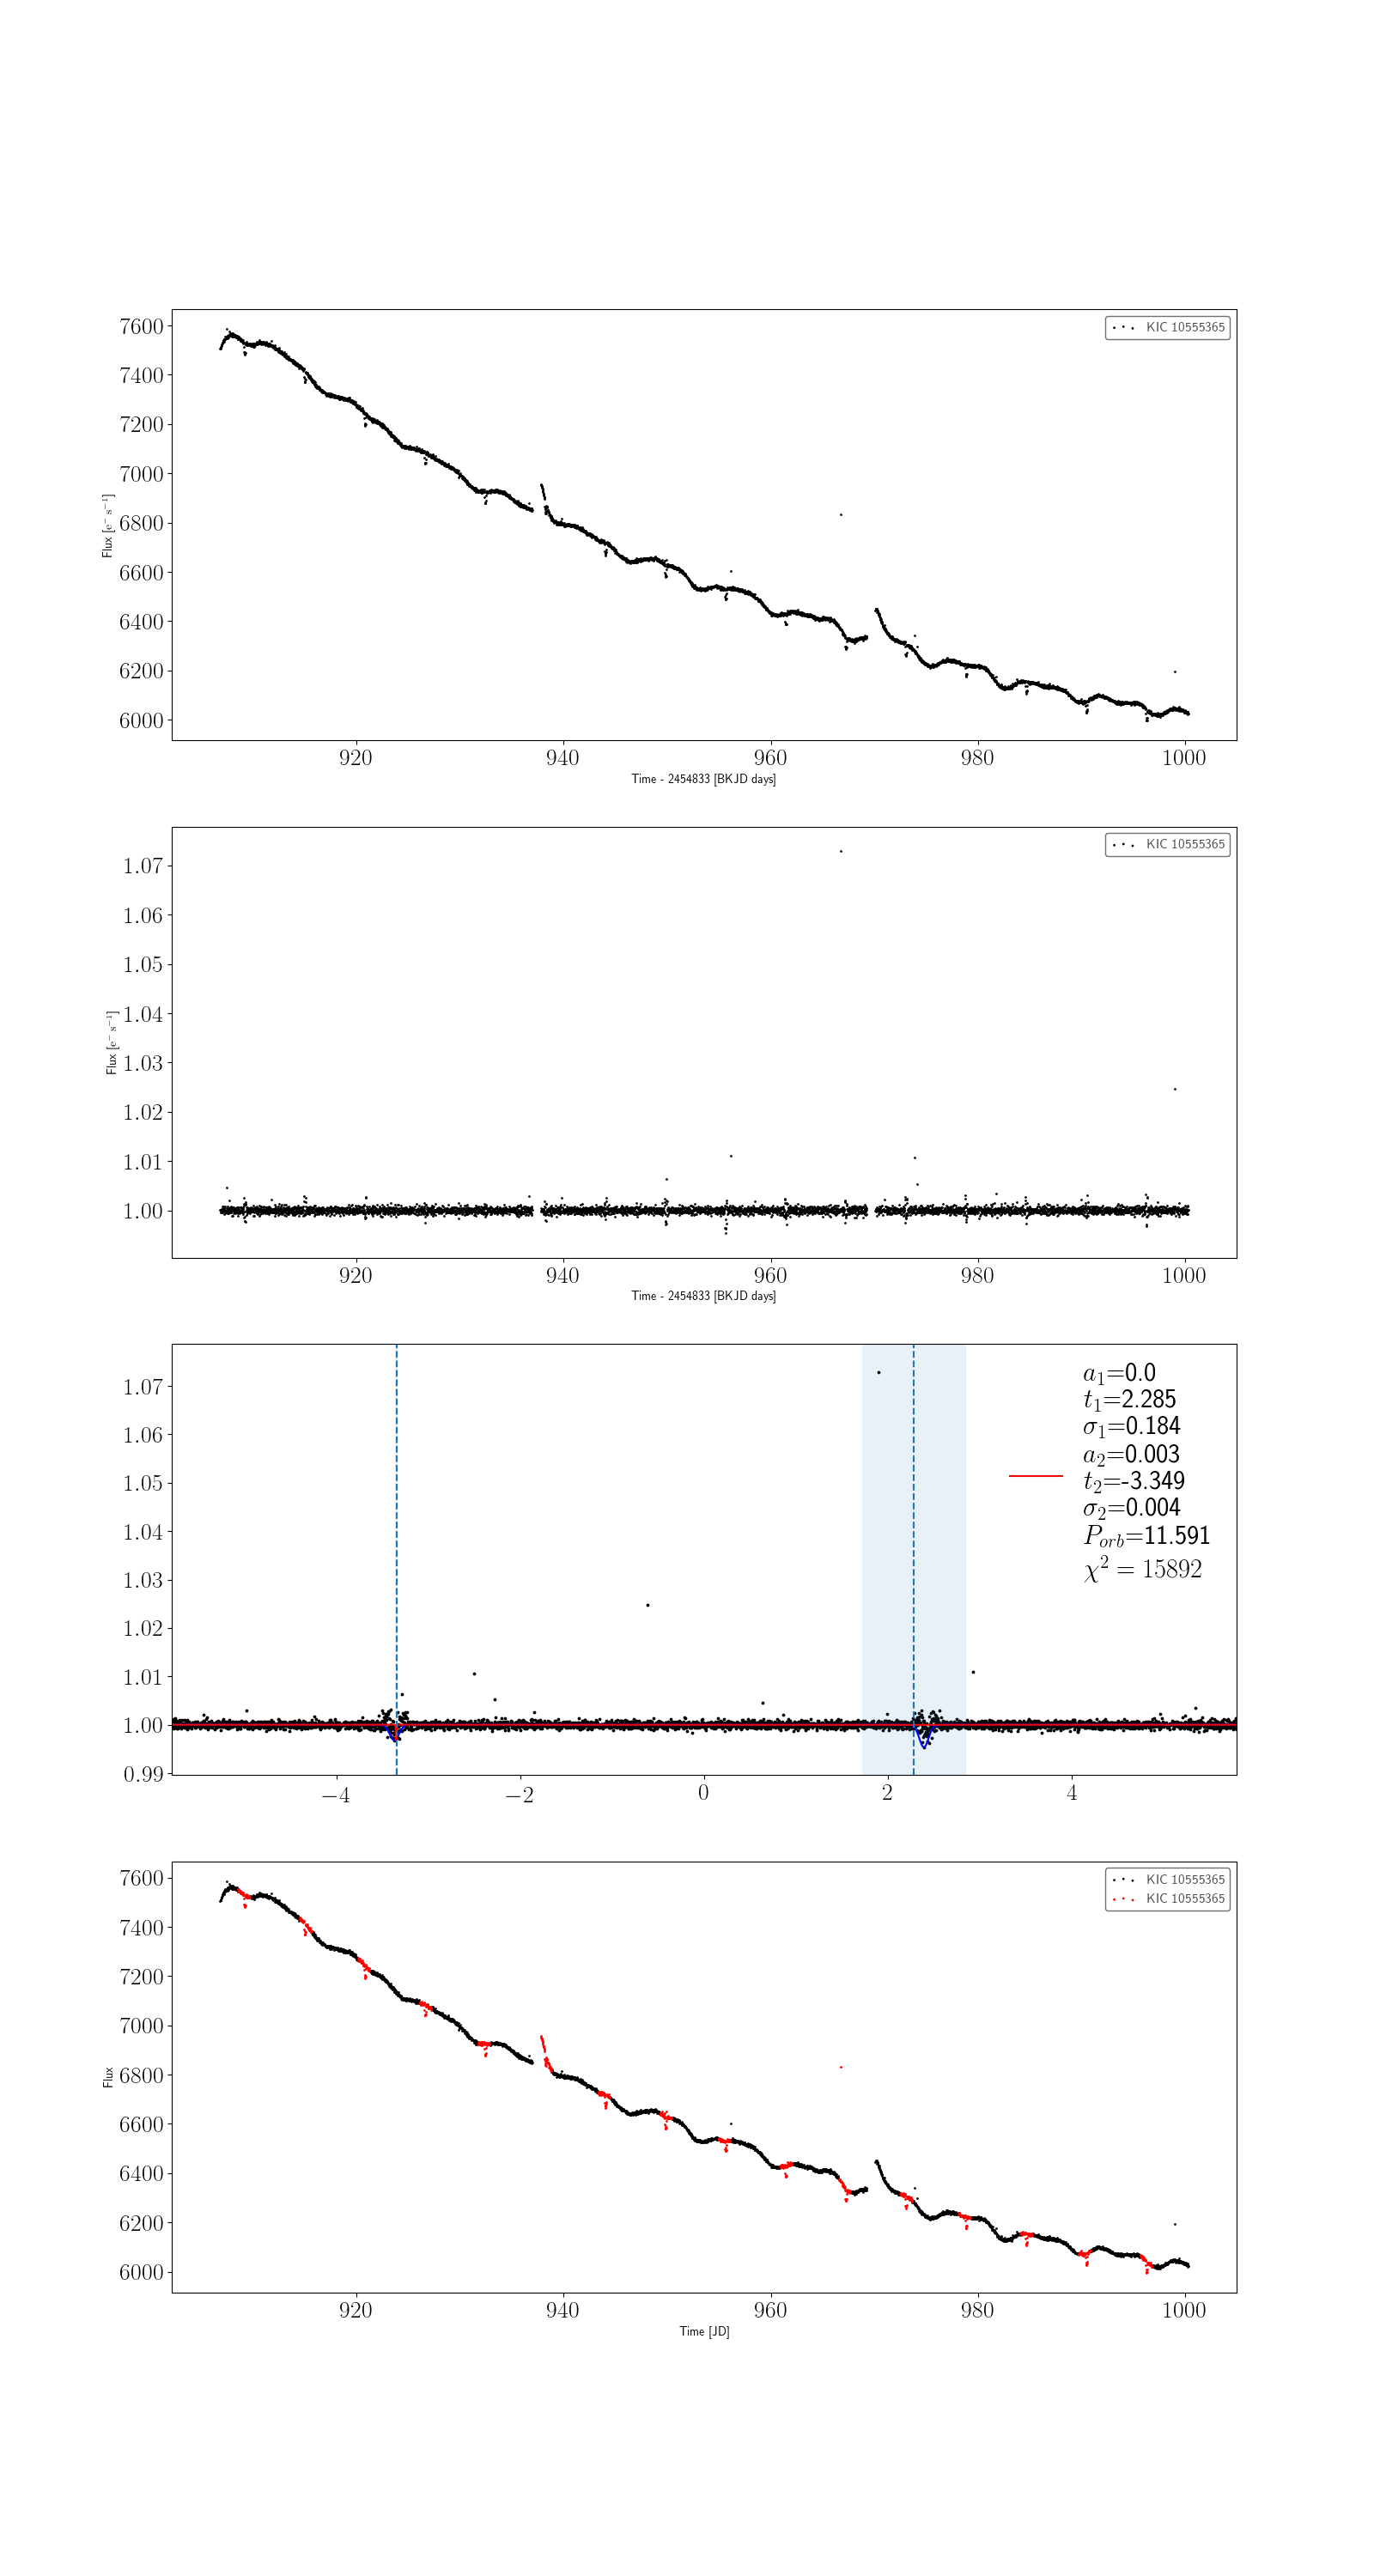 7600
7400
7200
7000
6800
6600
6400
6200
6000
Flux [e⁻ s⁻¹]
KIC 10555365
920 940 960 980 1000
Time - 2454833 [BKJD days]
1.07
1.06
1.05
1.04
1.03
1.02
1.01
1.00
Flux [e⁻ s⁻¹]
KIC 10555365
920 940 960 980 1000
Time - 2454833 [BKJD days]
1.07
1.06
1.05
1.04
1.03
1.02
1.01
1.00
0.99
a₁=0.0
t₁=2.285
σ₁=0.184
a₂=0.003
t₂=-3.349
σ₂=0.004
P_orb=11.591
χ² = 15892
−4 −2 0 2 4
7600
7400
7200
7000
6800
6600
6400
6200
6000
Flux
KIC 10555365
KIC 10555365
920 940 960 980 1000
Time [JD]